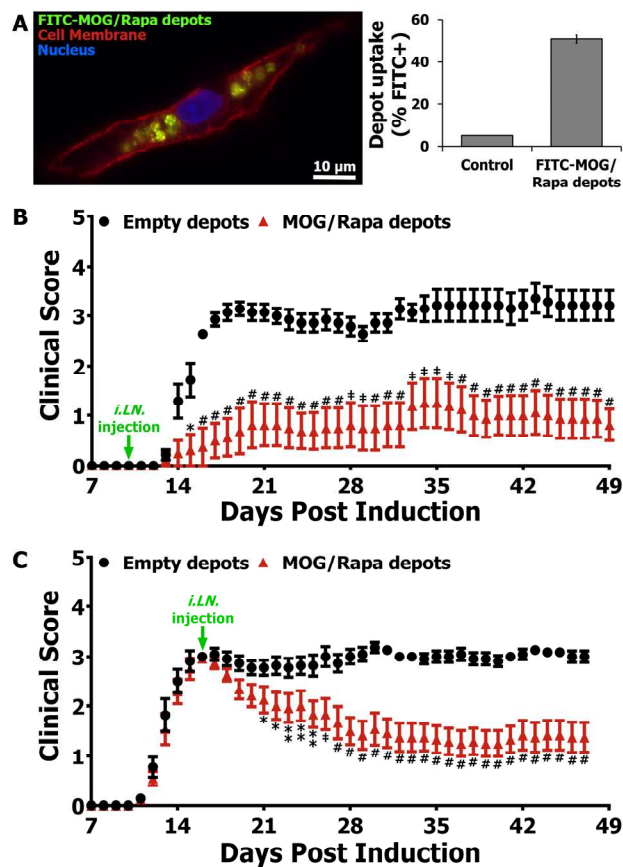 A
FITC-MOG/Rapa depots
Cell Membrane
Nucleus
10 µm
Depot uptake
(% FITC+)
60
40
20
0
Control
FITC-MOG/
Rapa depots
B
Empty depots
MOG/Rapa depots
Clinical Score
5
4
3
2
1
0
i.LN.
injection
* # # # # # # # # # # # # ‡ ‡ # # # ‡ ‡ ‡ ‡ # # # # # # # # # # # #
7 14 21 28 35 42 49
Days Post Induction
C
Empty depots
MOG/Rapa depots
Clinical Score
5
4
3
2
1
0
i.LN.
injection
* * * * * ‡ # # # # # # # # # # # # # # # # # # # # #
* * *
7 14 21 28 35 42 49
Days Post Induction